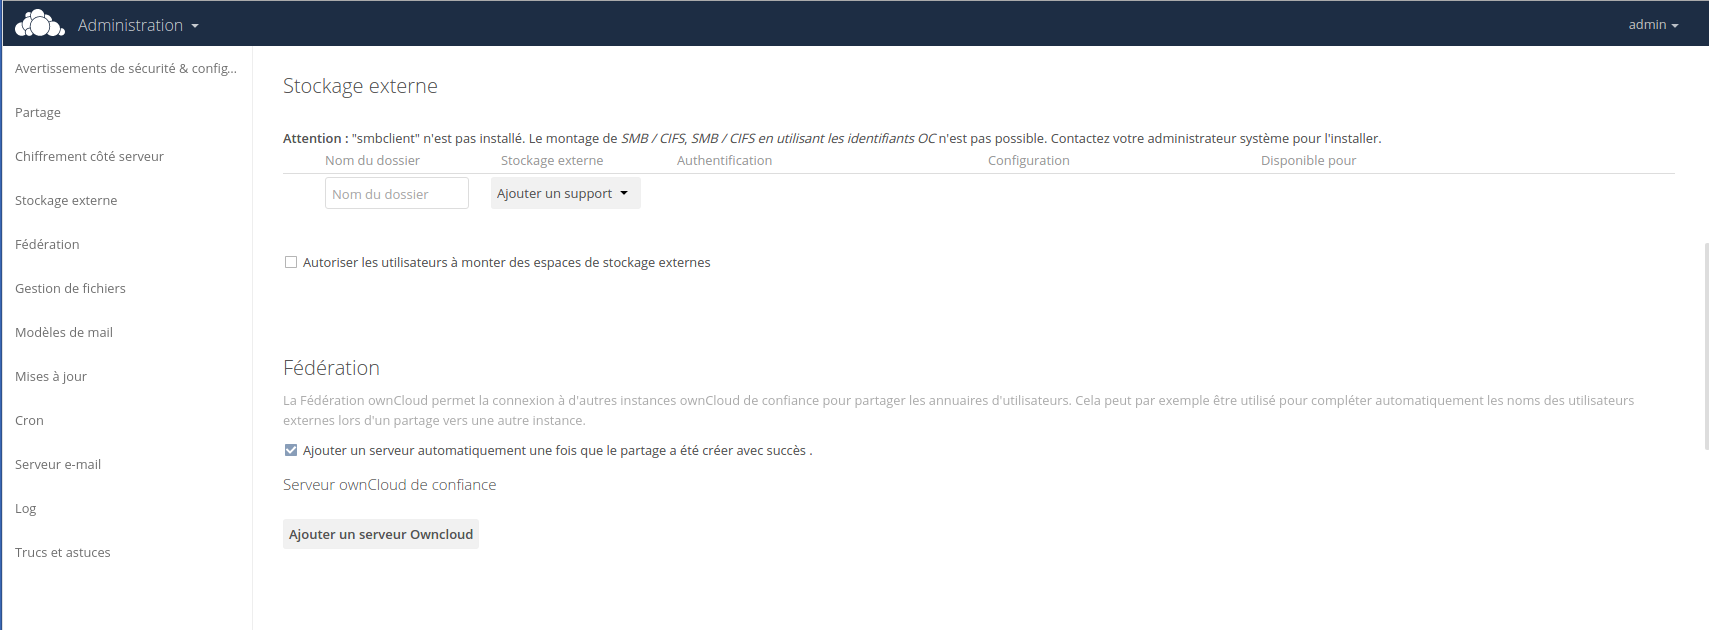 Administration
admin
Avertissements de sécurité & config...
Partage
Chiffrement côté serveur
Stockage externe
Fédération
Gestion de fichiers
Modèles de mail
Mises à jour
Cron
Serveur e-mail
Log
Trucs et astuces
Stockage externe
Attention : "smbclient" n'est pas installé. Le montage de SMB / CIFS, SMB / CIFS en utilisant les identifiants OC n'est pas possible. Contactez votre administrateur système pour l'installer.
Nom du dossier Stockage externe Authentification Configuration Disponible pour
Nom du dossier Ajouter un support
Autoriser les utilisateurs à monter des espaces de stockage externes
Fédération
La Fédération ownCloud permet la connexion à d'autres instances ownCloud de confiance pour partager les annuaires d'utilisateurs. Cela peut par exemple être utilisé pour compléter automatiquement les noms des utilisateurs
externes lors d'un partage vers une autre instance.
Ajouter un serveur automatiquement une fois que le partage a été créer avec succès .
Serveur ownCloud de confiance
Ajouter un serveur Owncloud